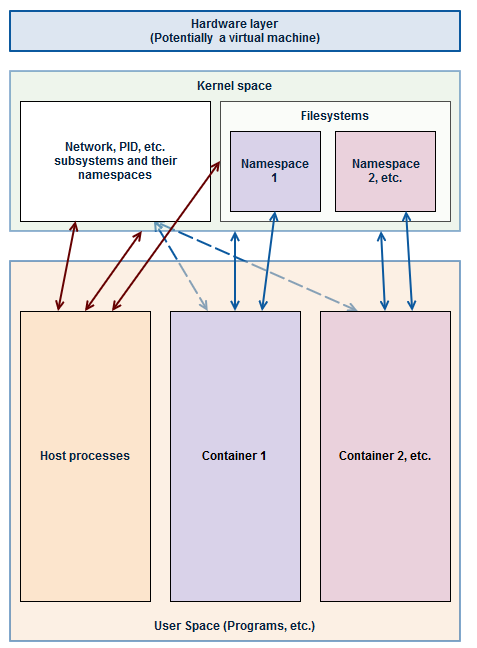 Hardware layer
(Potentially a virtual machine)
Kernel space
Network, PID, etc.
subsystems and their
namespaces
Filesystems
Namespace
1
Namespace
2, etc.
Host processes
Container 1
Container 2, etc.
User Space (Programs, etc.)